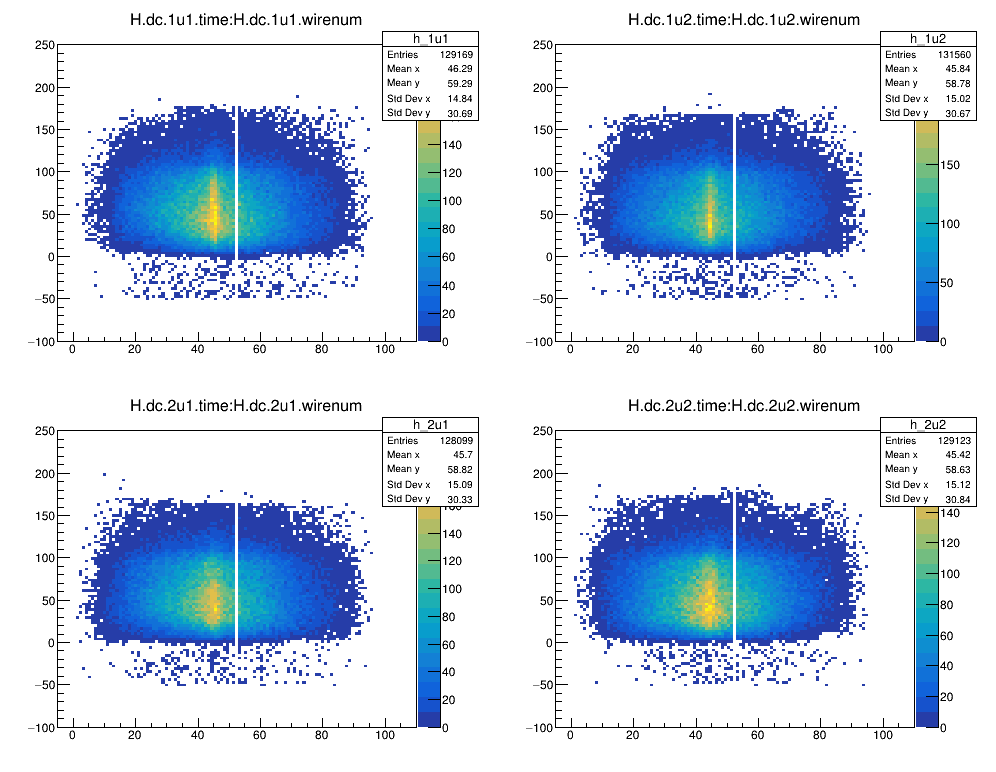 H.dc.1u1.time:H.dc.1u1.wirenum
h_1u1
Entries 129169
Mean x 46.29
Mean y 59.29
Std Dev x 14.84
Std Dev y 30.69
250
200
150
100
50
0
−50
−100
0 20 40 60 80 100
140
120
100
80
60
40
20
0
H.dc.1u2.time:H.dc.1u2.wirenum
h_1u2
Entries 131560
Mean x 45.84
Mean y 58.78
Std Dev x 15.02
Std Dev y 30.67
250
200
150
100
50
0
−50
−100
0 20 40 60 80 100
150
100
50
0
H.dc.2u1.time:H.dc.2u1.wirenum
h_2u1
Entries 128099
Mean x 45.7
Mean y 58.82
Std Dev x 15.09
Std Dev y 30.33
250
200
150
100
50
0
−50
−100
0 20 40 60 80 100
160
140
120
100
80
60
40
20
0
H.dc.2u2.time:H.dc.2u2.wirenum
h_2u2
Entries 129123
Mean x 45.42
Mean y 58.63
Std Dev x 15.12
Std Dev y 30.84
250
200
150
100
50
0
−50
−100
0 20 40 60 80 100
140
120
100
80
60
40
20
0